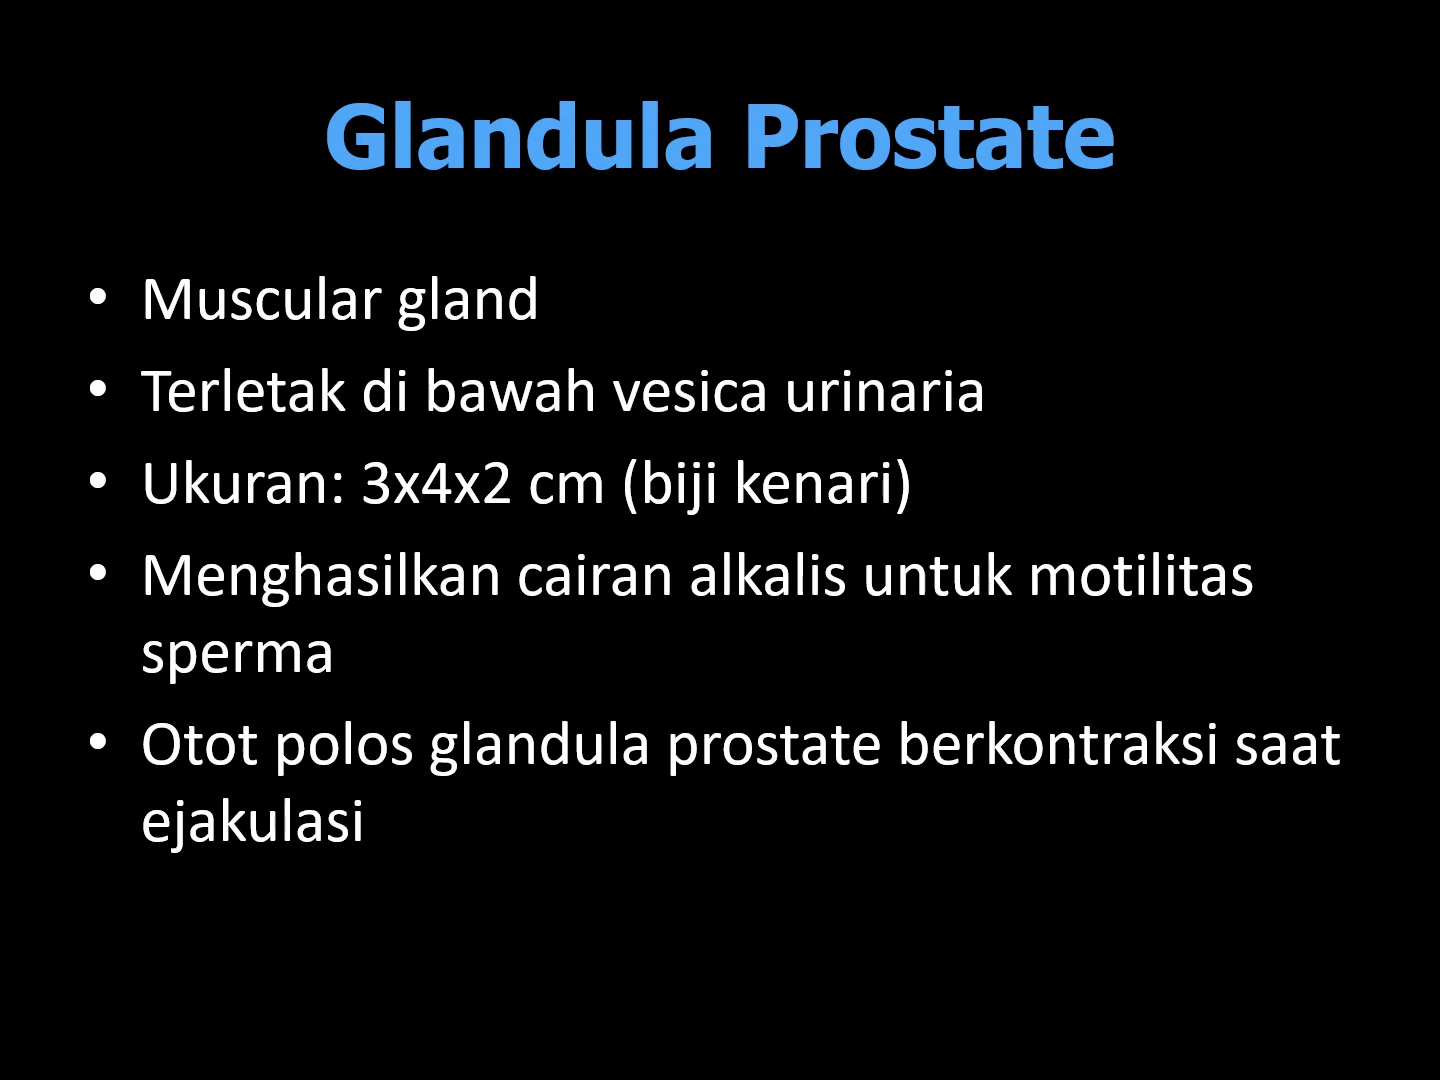 Glandula Prostate
• Muscular gland
• Terletak di bawah vesica urinaria
• Ukuran: 3x4x2 cm (biji kenari)
• Menghasilkan cairan alkalis untuk motilitas
sperma
• Otot polos glandula prostate berkontraksi saat
ejakulasi